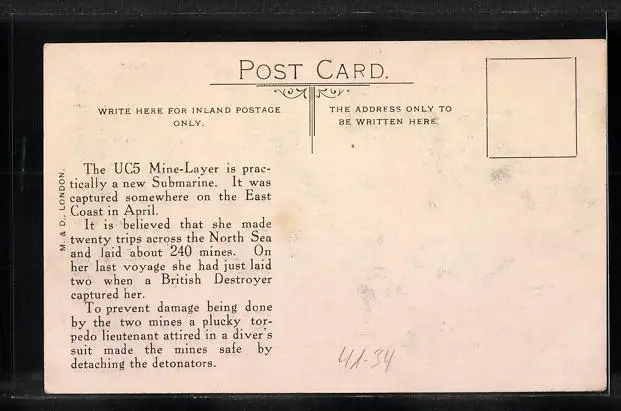 POST CARD.
WRITE HERE FOR INLAND POSTAGE
ONLY.
THE ADDRESS ONLY TO
BE WRITTEN HERE.
The UC5 Mine-Layer is prac-
tically a new Submarine. It was
captured somewhere on the East
Coast in April.
It is believed that she made
twenty trips across the North Sea
and laid about 240 mines. On
her last voyage she had just laid
two when a British Destroyer
captured her.
To prevent damage being done
by the two mines a plucky tor-
pedo lieutenant attired in a diver's
suit made the mines safe by
detaching the detonators.
M. & D., LONDON.
41-34